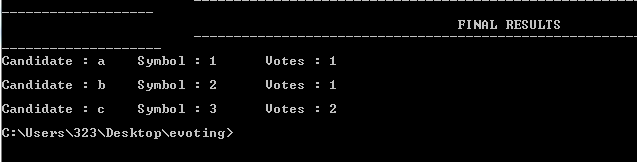 FINAL RESULTS
Candidate : a    Symbol : 1      Votes : 1
Candidate : b    Symbol : 2      Votes : 1
Candidate : c    Symbol : 3      Votes : 2
C:\Users\323\Desktop\evoting>